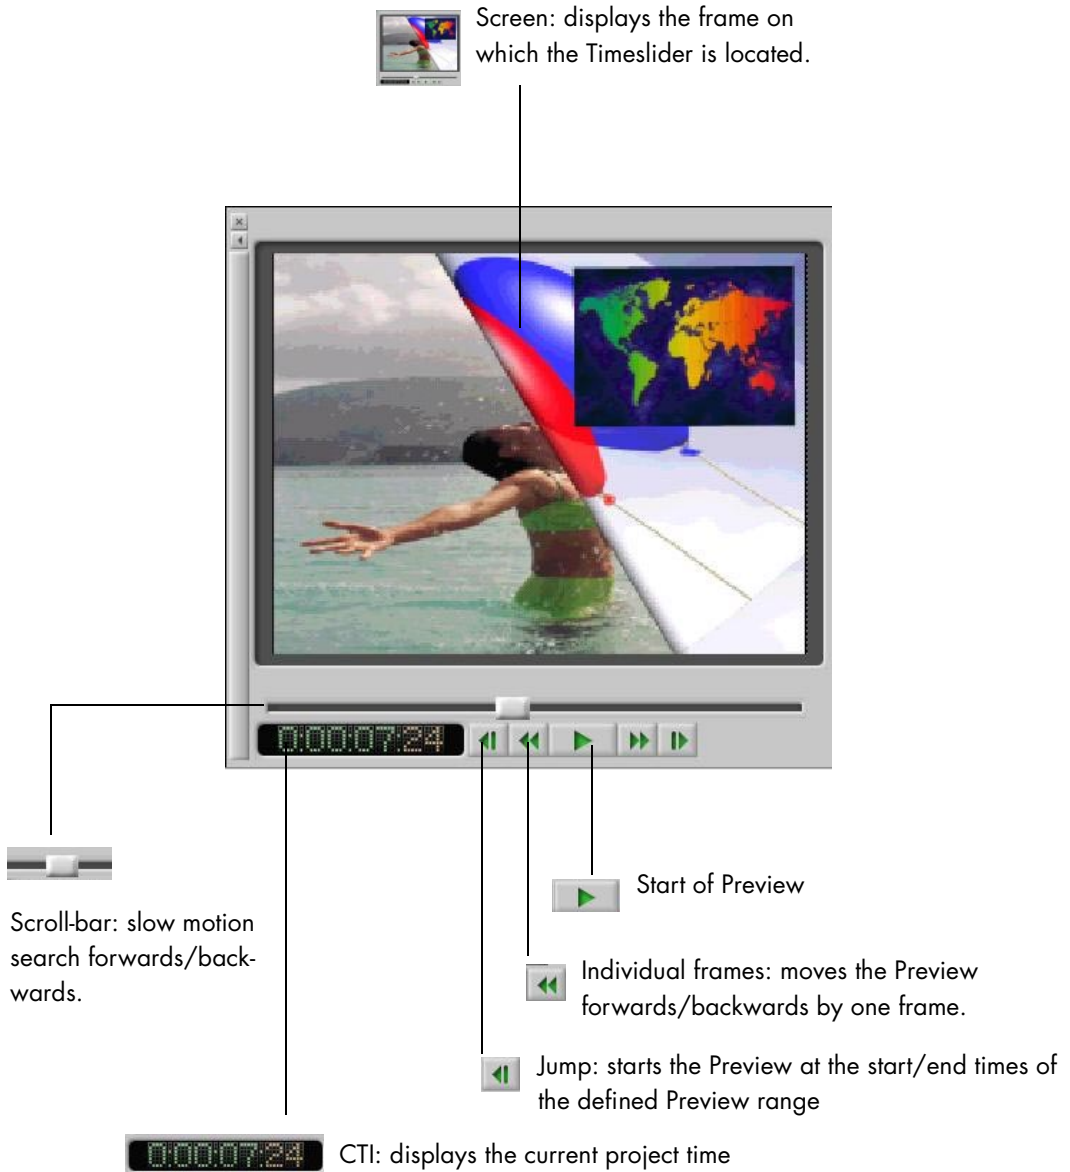 Screen: displays the frame on
which the Timeslider is located.
0:00:07:24
Start of Preview
Scroll-bar: slow motion
search forwards/back-
wards.
Individual frames: moves the Preview
forwards/backwards by one frame.
Jump: starts the Preview at the start/end times of
the defined Preview range
0:00:07:24
CTI: displays the current project time